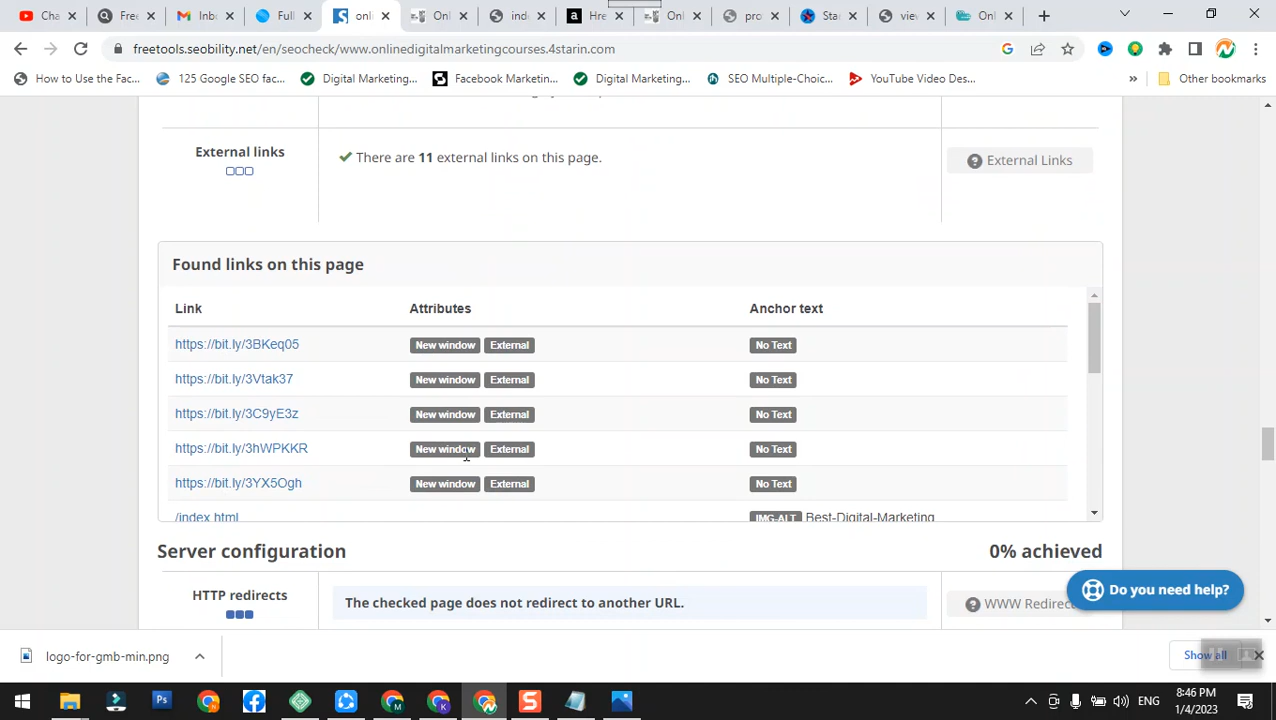 Cha
Free
Inbo
Full
onli
Onl
inde
Hre
Onl
pro
Star
view
Onl
freetools.seobility.net/en/seocheck/www.onlinedigitalmarketingcourses.4starin.com
How to Use the Fac...
125 Google SEO fac...
Digital Marketing...
Facebook Marketin...
Digital Marketing...
SEO Multiple-Choic...
YouTube Video Des...
»
Other bookmarks
External links
There are 11 external links on this page.
External Links
Found links on this page
Link Attributes Anchor text
https://bit.ly/3BKeq05 New window External No Text
https://bit.ly/3Vtak37 New window External No Text
https://bit.ly/3C9yE3z New window External No Text
https://bit.ly/3hWPKKR New window External No Text
https://bit.ly/3YX5Ogh New window External No Text
/index.html IMG-ALT Best-Digital-Marketing
Server configuration 0% achieved
HTTP redirects
The checked page does not redirect to another URL.
WWW Redirec
Do you need help?
logo-for-gmb-min.png
Show all
ENG
8:46 PM
1/4/2023